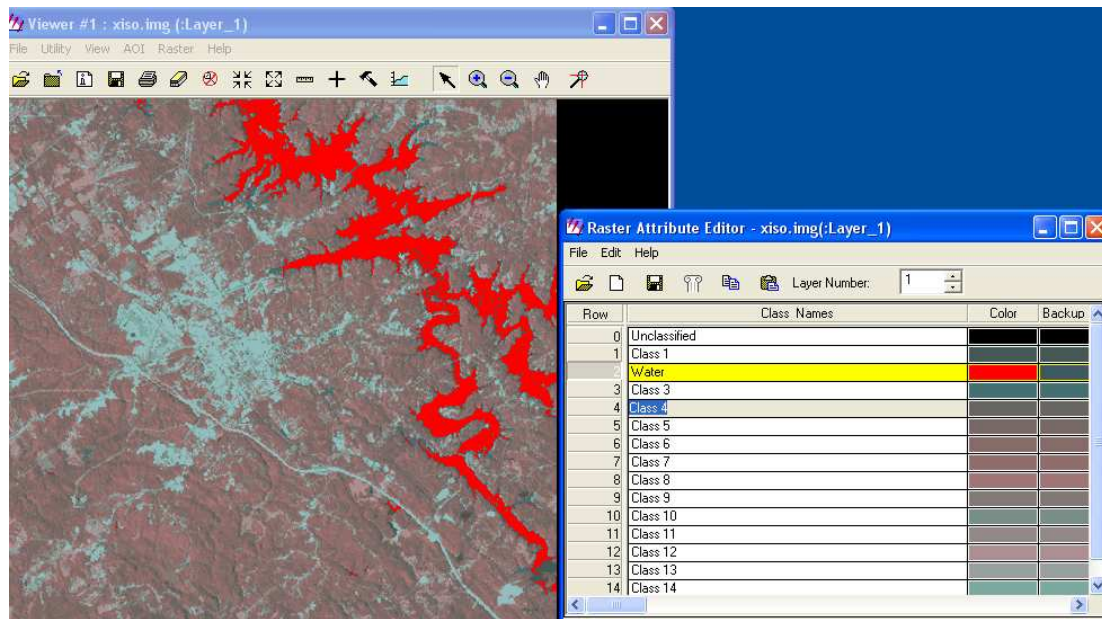 Viewer #1 : xiso.img (:Layer_1)
File Utility View AOI Raster Help
Raster Attribute Editor - xiso.img(:Layer_1)
File Edit Help
Layer Number: 1
Row Class Names Color Backup
0 Unclassified
1 Class 1
2 Water
3 Class 3
4 Class 4
5 Class 5
6 Class 6
7 Class 7
8 Class 8
9 Class 9
10 Class 10
11 Class 11
12 Class 12
13 Class 13
14 Class 14